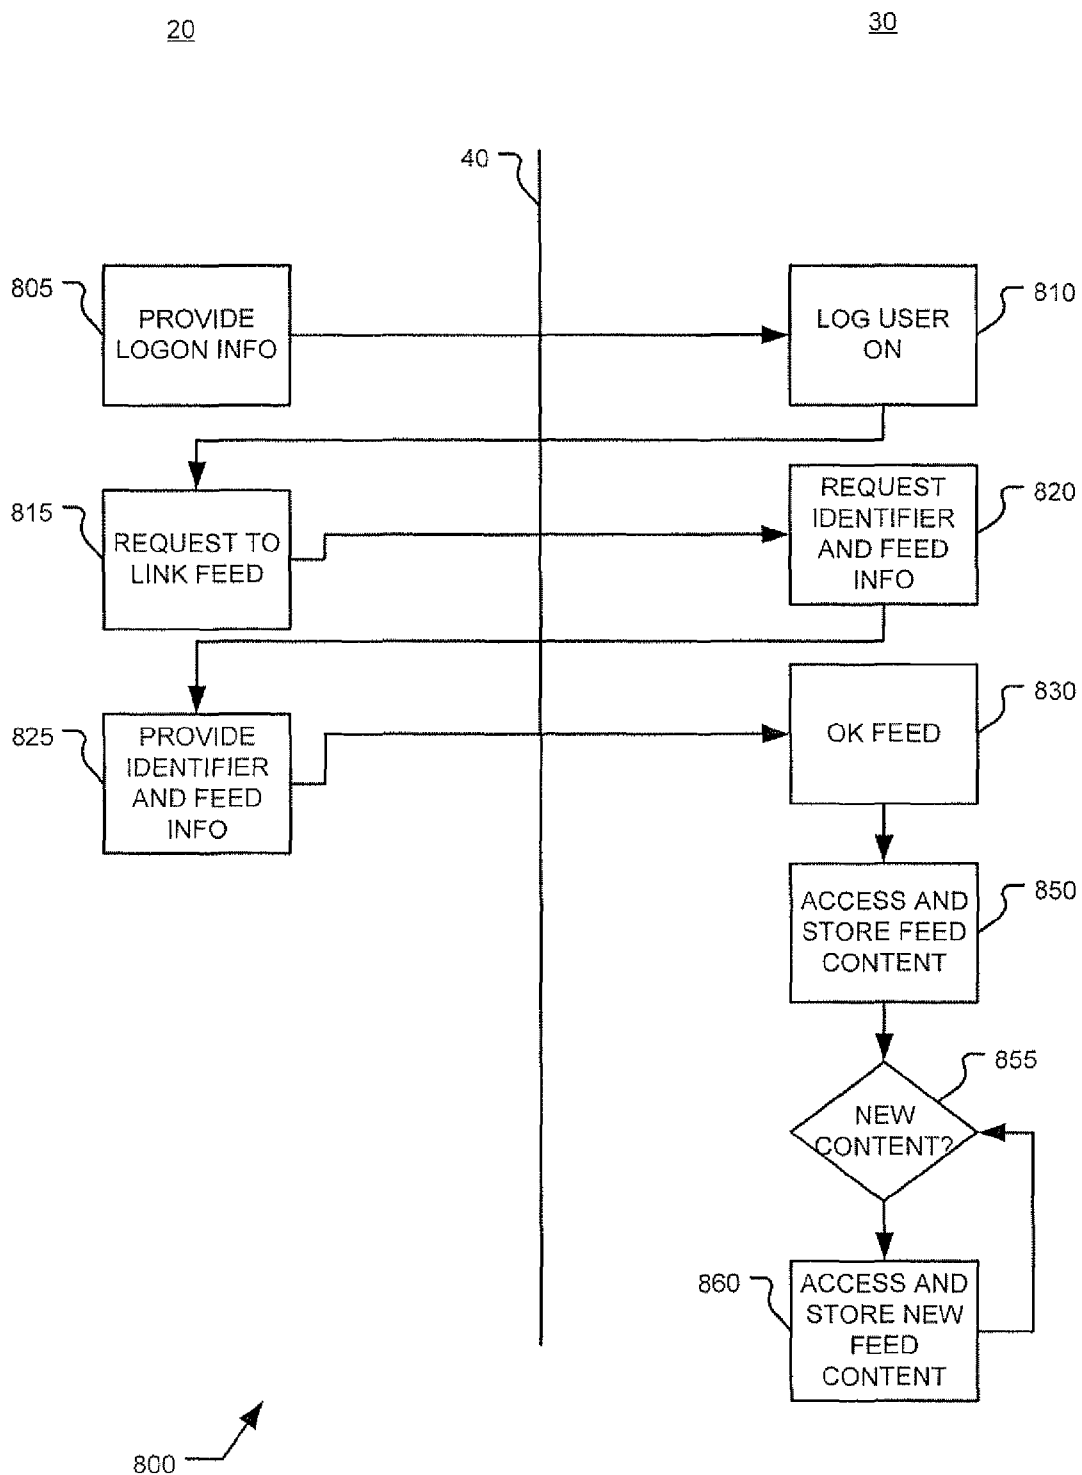 20
30
40
805
PROVIDE
LOGON INFO
LOG USER
ON
810
815
REQUEST TO
LINK FEED
REQUEST
IDENTIFIER
AND FEED
INFO
820
825
PROVIDE
IDENTIFIER
AND FEED
INFO
OK FEED
830
ACCESS AND
STORE FEED
CONTENT
850
NEW
CONTENT?
855
860
ACCESS AND
STORE NEW
FEED
CONTENT
800